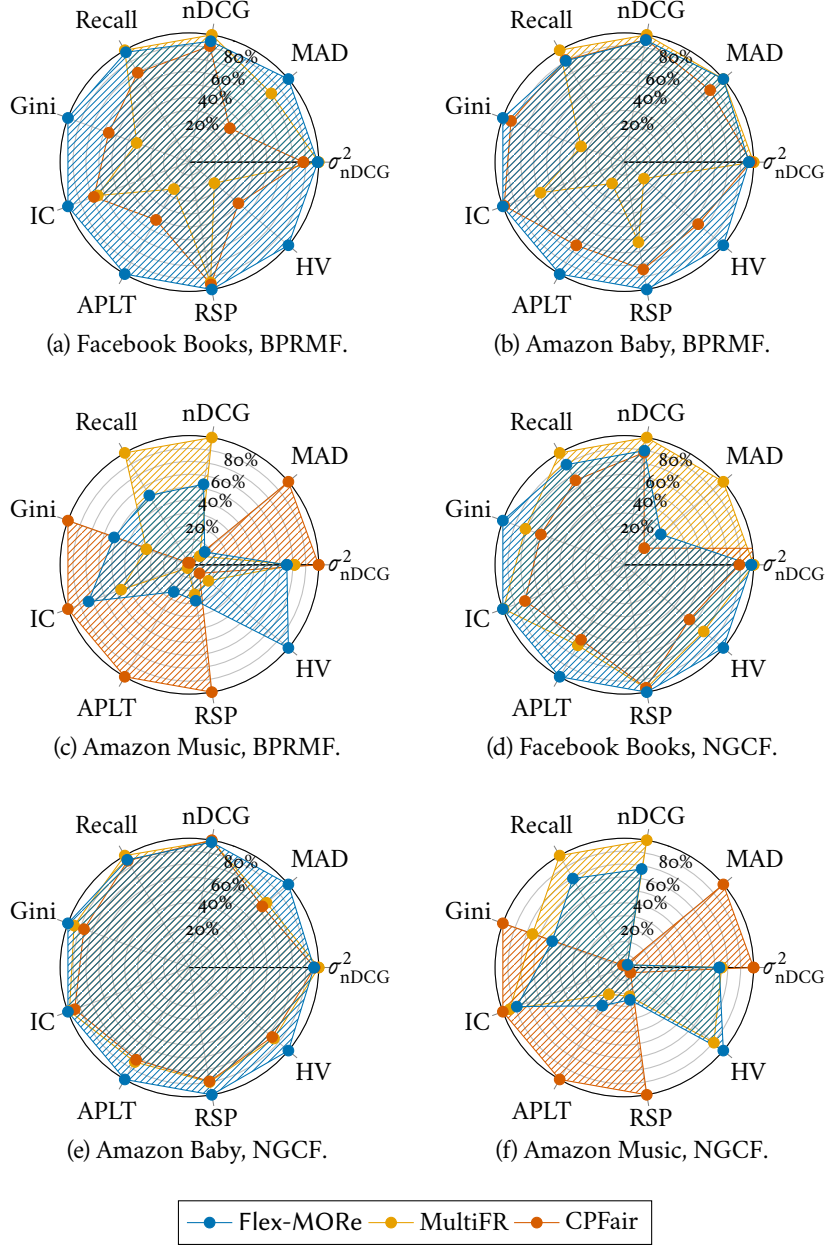 nDCG nDCG
Recall Recall
MAD MAD
80% 80%
60% 60%
Gini 40% Gini 40%
20% 20%
σ²nDCG σ²nDCG
IC IC
HV HV
APLT RSP APLT RSP
(a) Facebook Books, BPRMF. (b) Amazon Baby, BPRMF.
nDCG nDCG
Recall Recall
MAD MAD
80% 80%
60% 60%
Gini 40% Gini 40%
20% 20%
σ²nDCG σ²nDCG
IC IC
HV HV
APLT RSP APLT RSP
(c) Amazon Music, BPRMF. (d) Facebook Books, NGCF.
nDCG nDCG
Recall Recall
MAD MAD
80% 80%
60% 60%
Gini 40% Gini 40%
20% 20%
σ²nDCG σ²nDCG
IC IC
HV HV
APLT RSP APLT RSP
(e) Amazon Baby, NGCF. (f) Amazon Music, NGCF.
Flex-MORe MultiFR CPFair